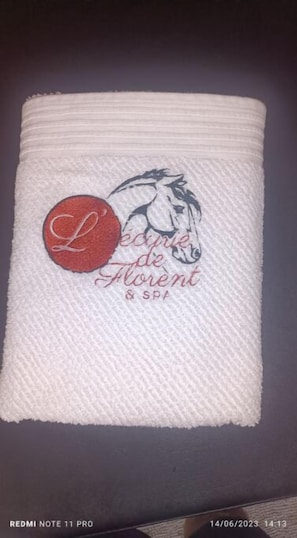 L'écurie
de
Florent
& SPA
REDMI NOTE 11 PRO
14/06/2023 14:13